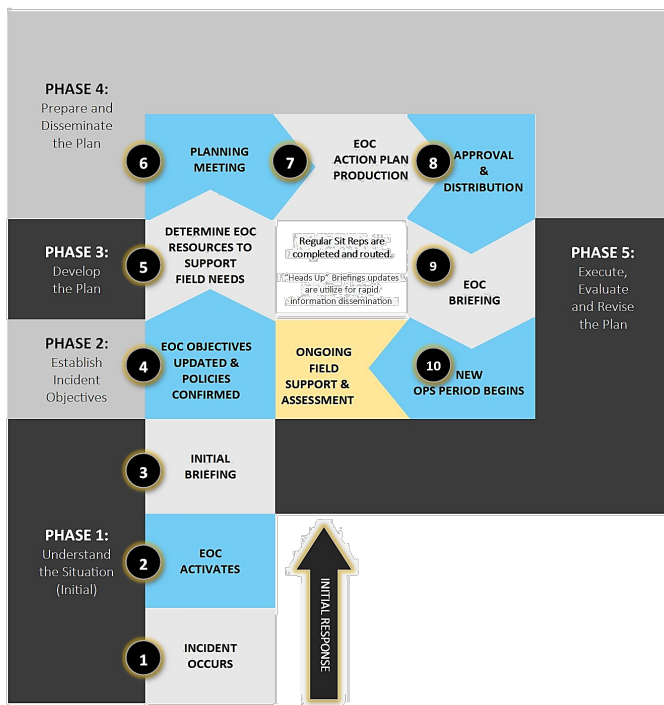 PHASE 4:
Prepare and
Disseminate
the Plan
6
PLANNING
MEETING
7
EOC
ACTION PLAN
PRODUCTION
8
APPROVAL
&
DISTRIBUTION
PHASE 3:
Develop
the Plan
5
DETERMINE EOC
RESOURCES TO
SUPPORT
FIELD NEEDS
Regular Sit Reps are
completed and routed.
"Heads Up" Briefings updates
are utilize for rapid
information dissemination
9
EOC
BRIEFING
PHASE 5:
Execute,
Evaluate
and Revise
the Plan
PHASE 2:
Establish
Incident
Objectives
4
EOC OBJECTIVES
UPDATED &
POLICIES
CONFIRMED
ONGOING
FIELD
SUPPORT &
ASSESSMENT
10
NEW
OPS PERIOD BEGINS
3
INITIAL
BRIEFING
PHASE 1:
Understand
the Situation
(Initial)
2
EOC
ACTIVATES
1
INCIDENT
OCCURS
INITIAL RESPONSE